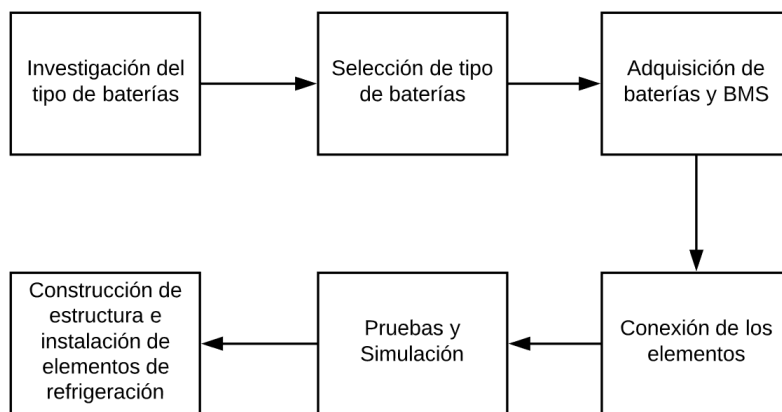 Investigación del
tipo de baterías
Selección de tipo
de baterías
Adquisición de
baterías y BMS
Construcción de
estructura e
instalación de
elementos de
refrigeración
Pruebas y
Simulación
Conexión de los
elementos